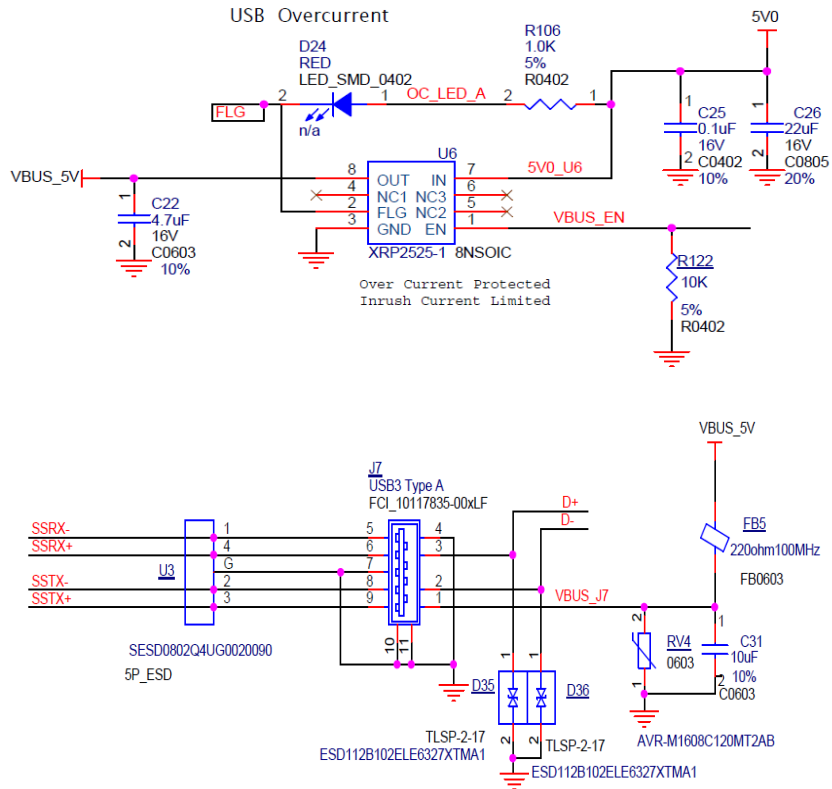 USB Overcurrent
5V0
D24
RED
LED_SMD_0402
R106
1.0K
5%
R0402
FLG
2
1
OC_LED_A
2
1
n/a
1
C25
0.1uF
16V
2
C0402
10%
1
C26
22uF
16V
2
C0805
20%
U6
VBUS_5V
8
OUT
IN
7
5V0_U6
4
NC1
NC3
6
2
FLG
NC2
5
3
GND
EN
1
VBUS_EN
XRP2525-1 8NSOIC
1
C22
4.7uF
16V
2
C0603
10%
Over Current Protected
Inrush Current Limited
R122
10K
5%
R0402
VBUS_5V
J7
USB3 Type A
FCI_10117835-00xLF
D+
D-
SSRX-
1
5
4
SSRX+
4
6
3
U3
G
7
SSTX-
2
8
2
SSTX+
3
9
1
VBUS_J7
10
11
SESD0802Q4UG0020090
5P_ESD
FB5
220ohm100MHz
FB0603
1
1
D35
D36
2
2
TLSP-2-17
ESD112B102ELE6327XTMA1
TLSP-2-17
ESD112B102ELE6327XTMA1
2
RV4
0603
1
1
C31
10uF
10%
2
C0603
AVR-M1608C120MT2AB